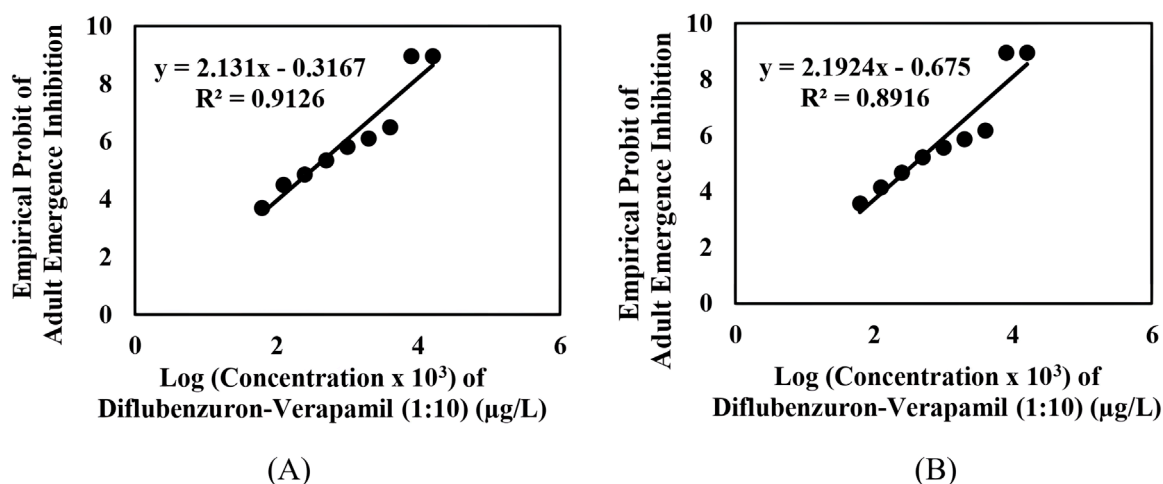 Empirical Probit of
Adult Emergence Inhibition
10
8
6
4
2
0
y = 2.131x - 0.3167
R² = 0.9126
0 2 4 6
Log (Concentration x 10³) of
Diflubenzuron-Verapamil (1:10) (µg/L)
(A)
Empirical Probit of
Adult Emergence Inhibition
10
8
6
4
2
0
y = 2.1924x - 0.675
R² = 0.8916
0 2 4 6
Log (Concentration x 10³) of
Diflubenzuron-Verapamil (1:10) (µg/L)
(B)